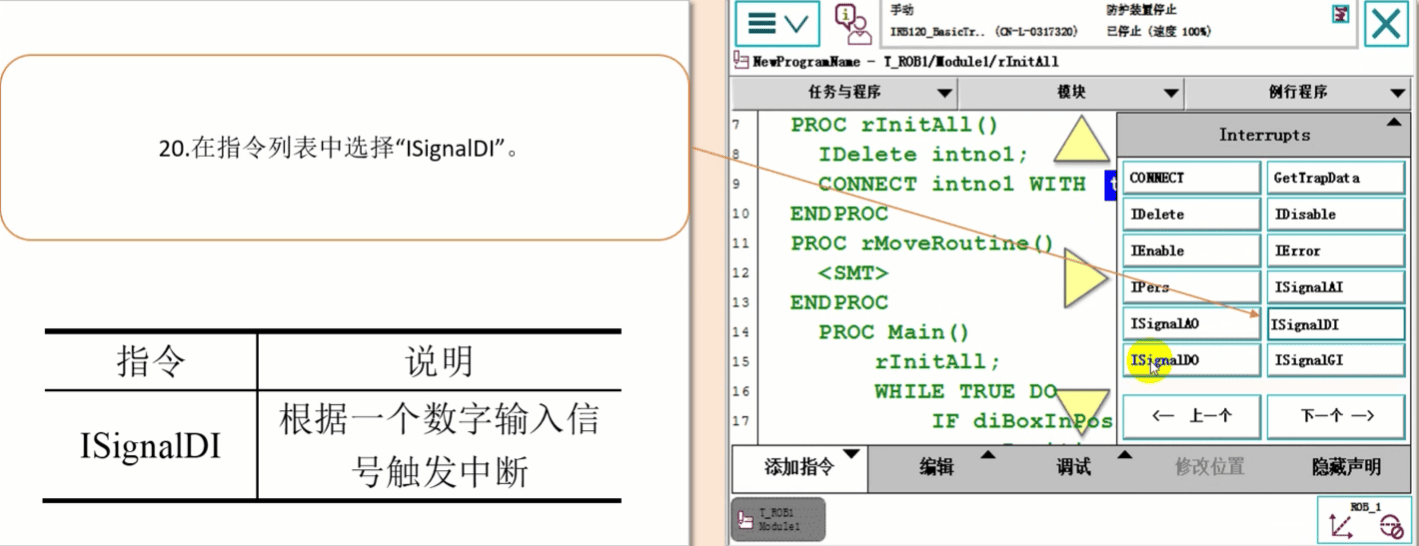 20.在指令列表中选择“ISignalDI”。
指令 说明
ISignalDI 根据一个数字输入信
号触发中断
手动 防护装置停止
IRB120_BasicTr.. (CN-L-0317320) 已停止 (速度 100%)
NewProgramName - T_ROB1/Module1/rInitAll
任务与程序 模块 例行程序
7 PROC rInitAll()
8 IDelete intno1;
9 CONNECT intno1 WITH t
10 ENDPROC
11 PROC rMoveRoutine()
12 <SMT>
13 ENDPROC
14 PROC Main()
15 rInitAll;
16 WHILE TRUE DO
17 IF diBoxInPos
Interrupts
CONNECT GetTrapData
IDelete IDisable
IEnable IError
IPers ISignalAI
ISignalAO ISignalDI
ISignalDO ISignalGI
<— 上一个 下一个 —>
添加指令 编辑 调试 修改位置 隐藏声明
T_ROB1
Module1
ROB_1